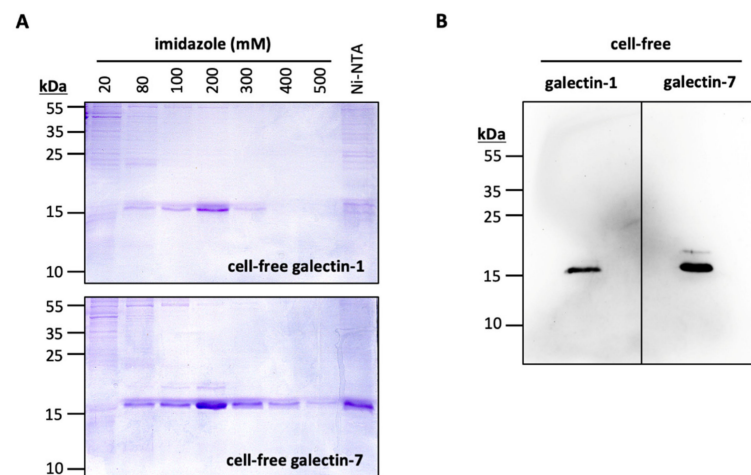 A
imidazole (mM)
kDa
20 80 100 200 300 400 500 Ni-NTA
55
35
25
15
10
cell-free galectin-1
55
35
25
15
10
cell-free galectin-7
B
cell-free
galectin-1 galectin-7
kDa
55
35
25
15
10